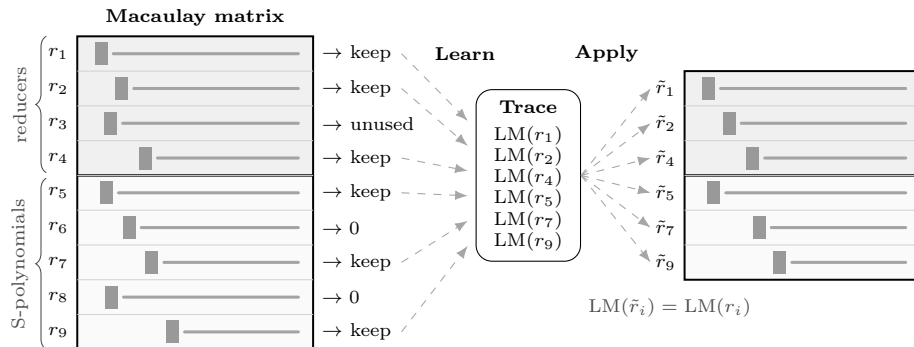 Macaulay matrix
reducers
S-polynomials
r₁ → keep
r₂ → keep
r₃ → unused
r₄ → keep
r₅ → keep
r₆ → 0
r₇ → keep
r₈ → 0
r₉ → keep
Learn
Trace
LM(r₁)
LM(r₂)
LM(r₄)
LM(r₅)
LM(r₇)
LM(r₉)
Apply
r̃₁
r̃₂
r̃₄
r̃₅
r̃₇
r̃₉
LM(r̃ᵢ) = LM(rᵢ)